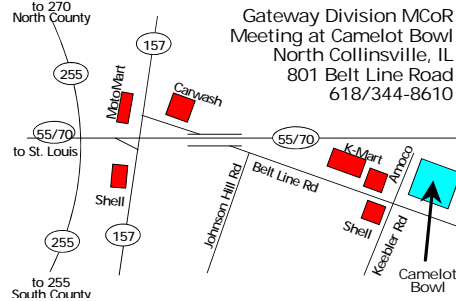 to 270
North County
Gateway Division MCoR
Meeting at Camelot Bowl
North Collinsville, IL
801 Belt Line Road
618/344-8610
157
255
MotoMart
Carwash
55/70
to St. Louis
55/70
K-Mart
Amoco
Shell
Johnson Hill Rd
Belt Line Rd
Shell
Keebler Rd
255
157
Camelot
Bowl
to 255
South County